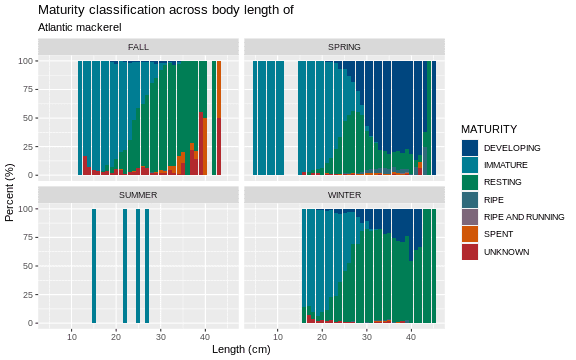 Maturity classification across body length of
Atlantic mackerel
FALL
SPRING
100
75
50
25
0
SUMMER
WINTER
100
75
50
25
0
10
20
30
40
10
20
30
40
Percent (%)
Length (cm)
MATURITY
DEVELOPING
IMMATURE
RESTING
RIPE
RIPE AND RUNNING
SPENT
UNKNOWN